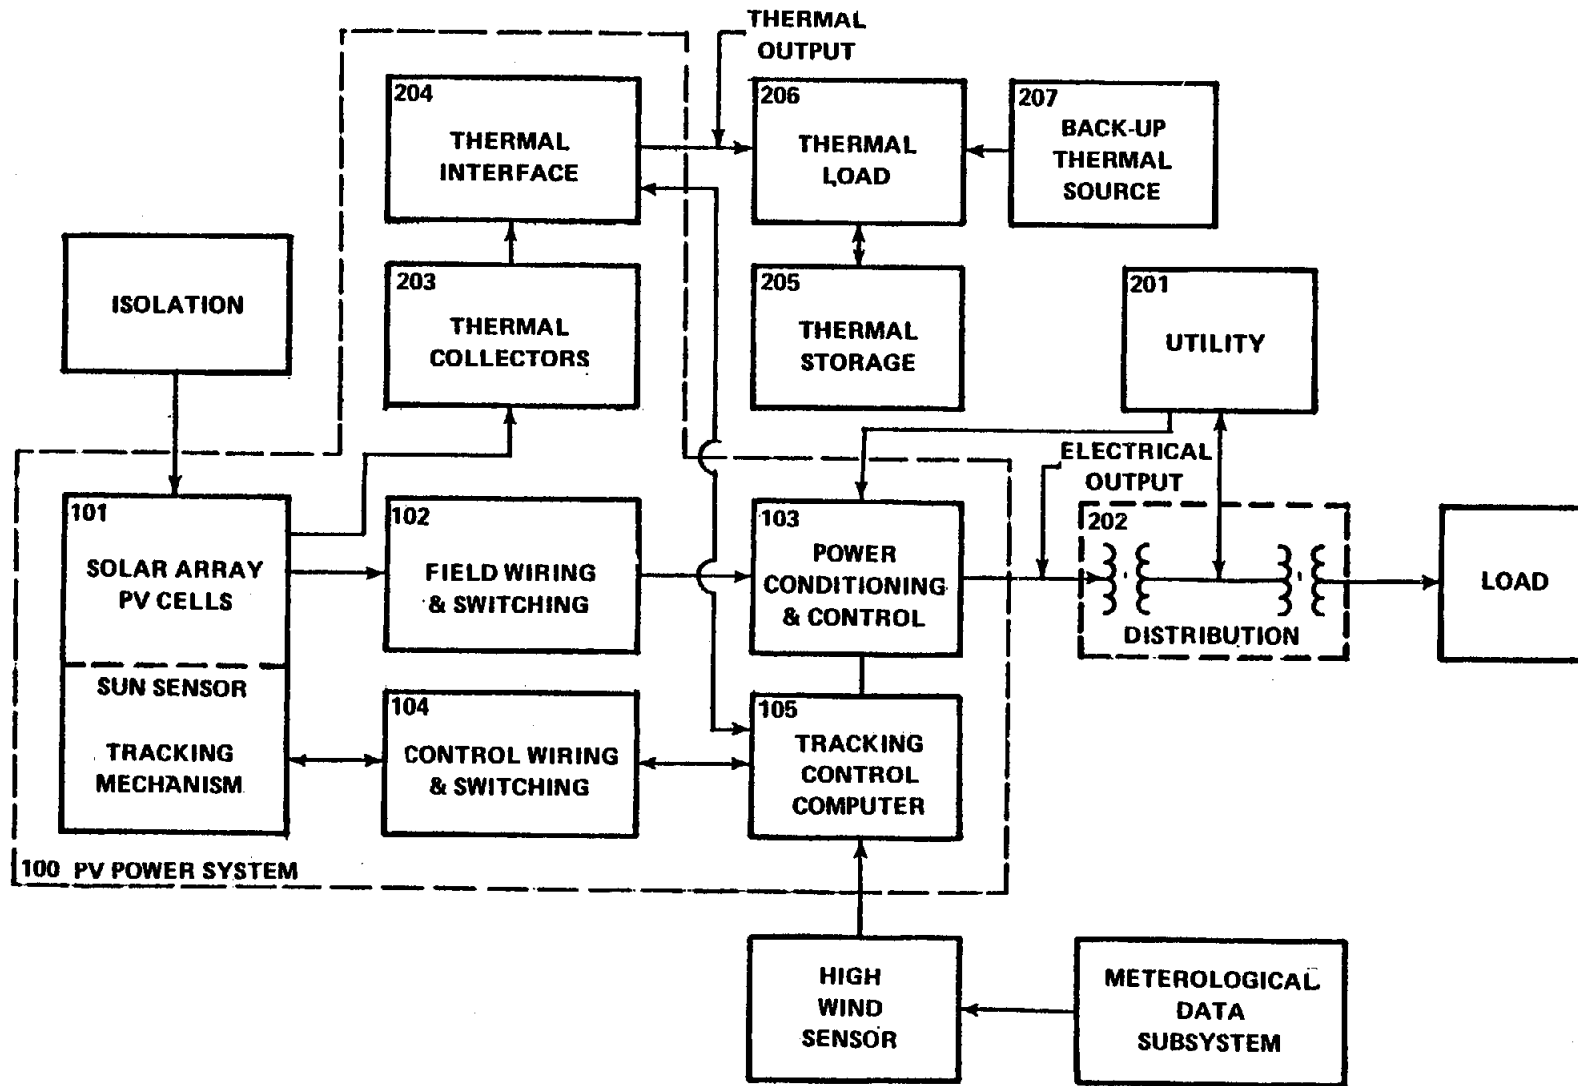 THERMAL
OUTPUT
204
THERMAL
INTERFACE
206
THERMAL
LOAD
207
BACK-UP
THERMAL
SOURCE
ISOLATION
203
THERMAL
COLLECTORS
205
THERMAL
STORAGE
201
UTILITY
ELECTRICAL
OUTPUT
101
SOLAR ARRAY
PV CELLS
SUN SENSOR
TRACKING
MECHANISM
102
FIELD WIRING
& SWITCHING
103
POWER
CONDITIONING
& CONTROL
202
DISTRIBUTION
LOAD
104
CONTROL WIRING
& SWITCHING
105
TRACKING
CONTROL
COMPUTER
100 PV POWER SYSTEM
HIGH
WIND
SENSOR
METEROLOGICAL
DATA
SUBSYSTEM